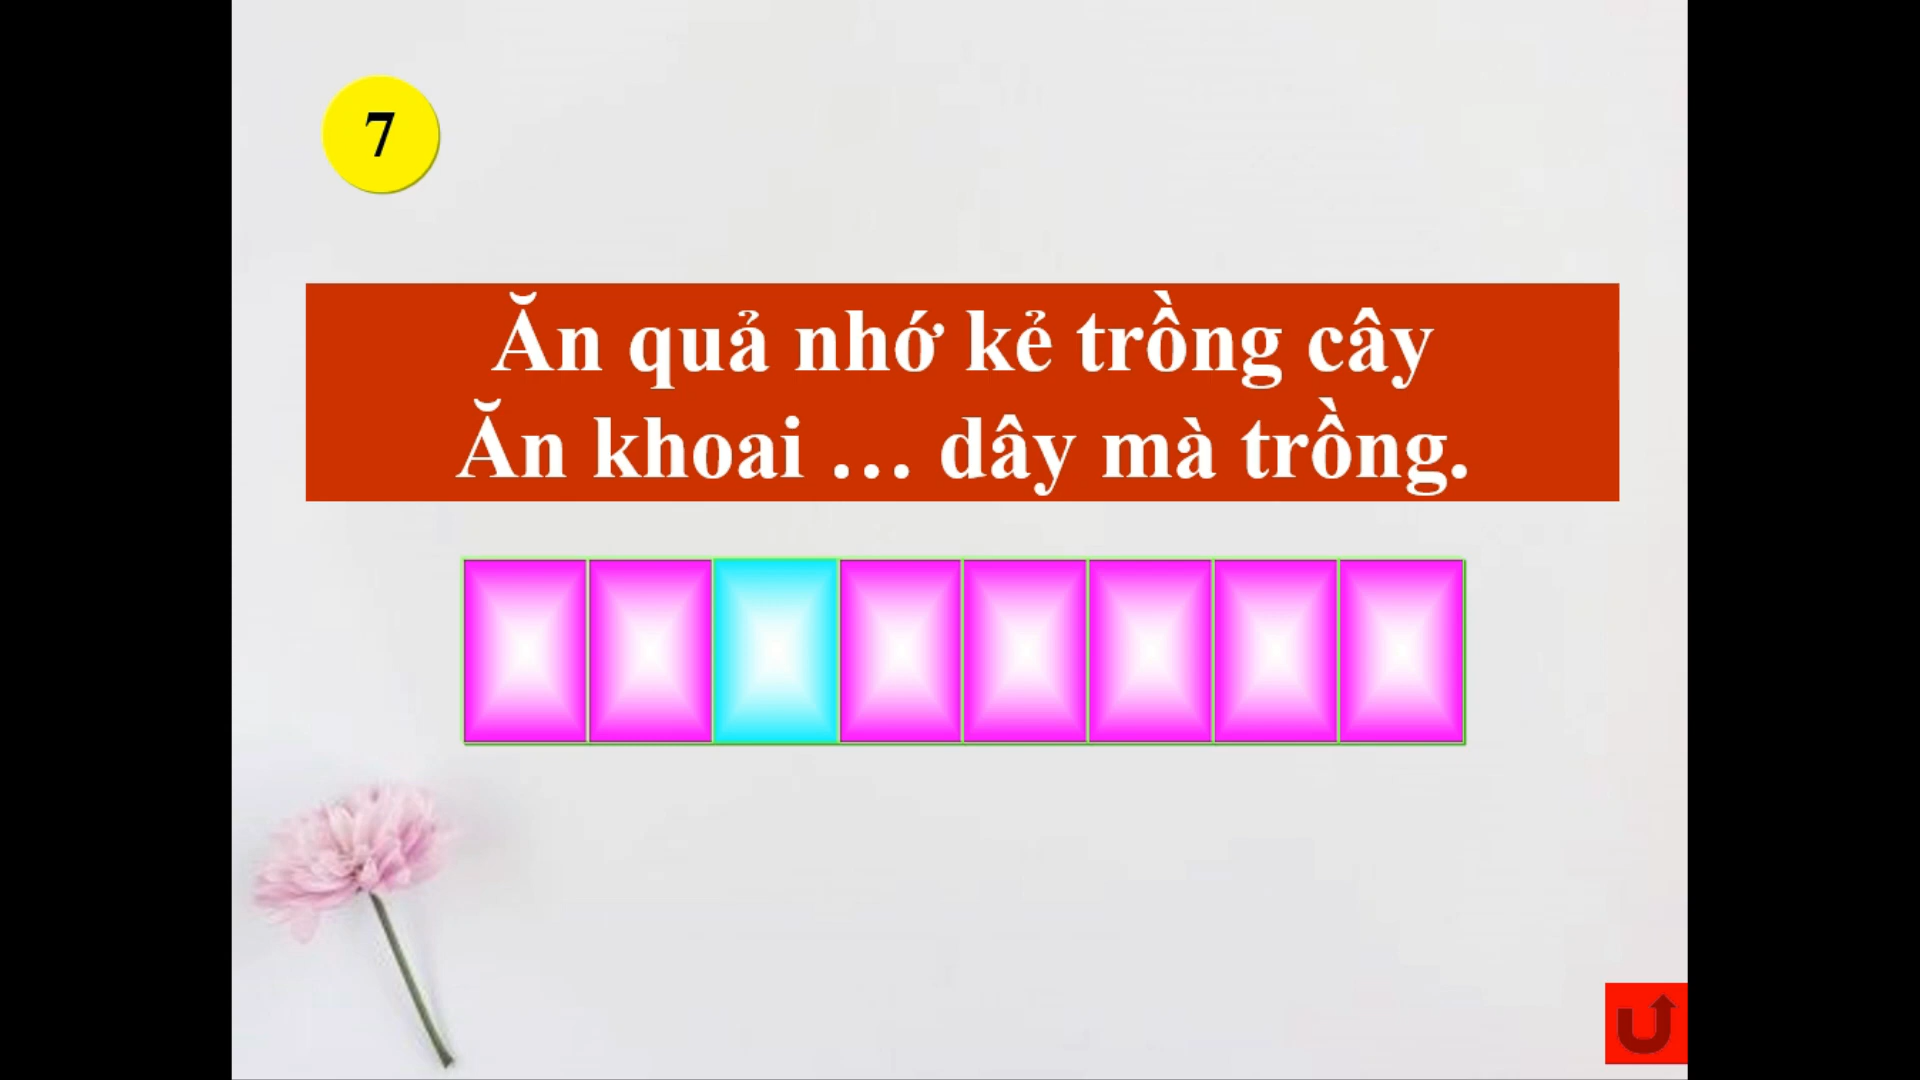 7
Ăn quả nhớ kẻ trồng cây
Ăn khoai … dây mà trồng.